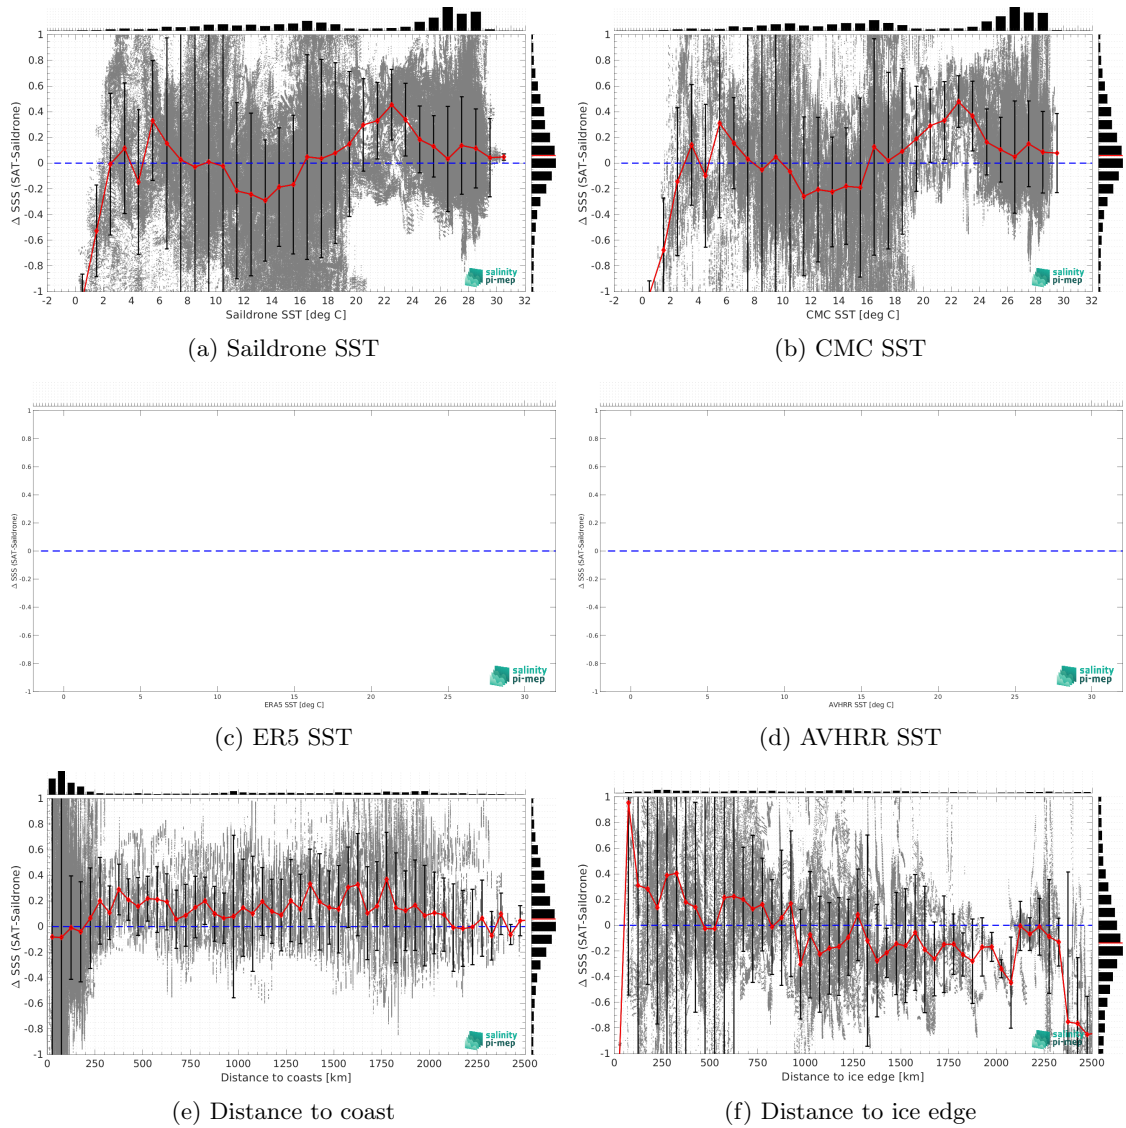 1
0.8
0.6
0.4
0.2
0
-0.2
-0.4
-0.6
-0.8
-1
Δ SSS (SAT-Saildrone)
-2 0 2 4 6 8 10 12 14 16 18 20 22 24 26 28 30 32
Saildrone SST [deg C]
salinity
pi-mep
(a) Saildrone SST
1
0.8
0.6
0.4
0.2
0
-0.2
-0.4
-0.6
-0.8
-1
Δ SSS (SAT-Saildrone)
-2 0 2 4 6 8 10 12 14 16 18 20 22 24 26 28 30 32
CMC SST [deg C]
salinity
pi-mep
(b) CMC SST
1
0.8
0.6
0.4
0.2
0
-0.2
-0.4
-0.6
-0.8
-1
Δ SSS (SAT-Saildrone)
0 5 10 15 20 25 30
ERA5 SST [deg C]
salinity
pi-mep
(c) ER5 SST
1
0.8
0.6
0.4
0.2
0
-0.2
-0.4
-0.6
-0.8
-1
Δ SSS (SAT-Saildrone)
0 5 10 15 20 25 30
AVHRR SST [deg C]
salinity
pi-mep
(d) AVHRR SST
1
0.8
0.6
0.4
0.2
0
-0.2
-0.4
-0.6
-0.8
-1
Δ SSS (SAT-Saildrone)
0 250 500 750 1000 1250 1500 1750 2000 2250 2500
Distance to coasts [km]
salinity
pi-mep
(e) Distance to coast
1
0.8
0.6
0.4
0.2
0
-0.2
-0.4
-0.6
-0.8
-1
Δ SSS (SAT-Saildrone)
0 250 500 750 1000 1250 1500 1750 2000 2250 2500
Distance to ice edge [km]
salinity
pi-mep
(f) Distance to ice edge